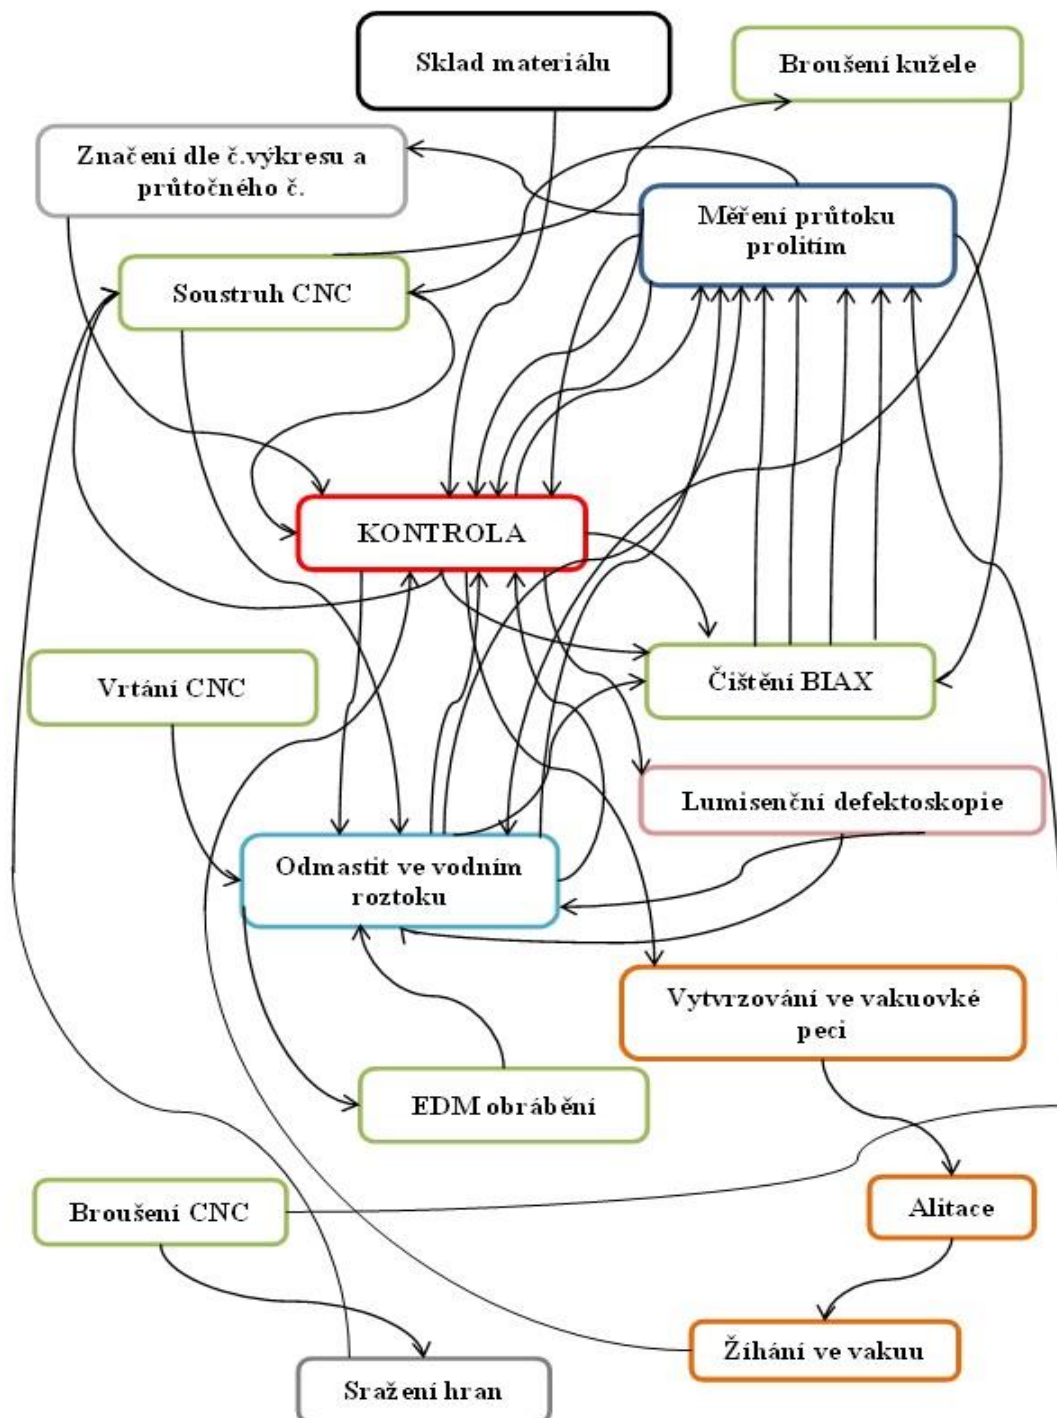 Sklad materiálu
Broušení kužele
Značení dle č.výkresu a
průtočného č.
Měření průtoku
prolitím
Soustruh CNC
KONTROLA
Vrtání CNC
Čištění BIAX
Lumisenční defektoskopie
Odmastit ve vodním
roztoku
Vytvrzování ve vakuovké
peci
EDM obrábění
Broušení CNC
Alitace
Žíhání ve vakuu
Sražení hran